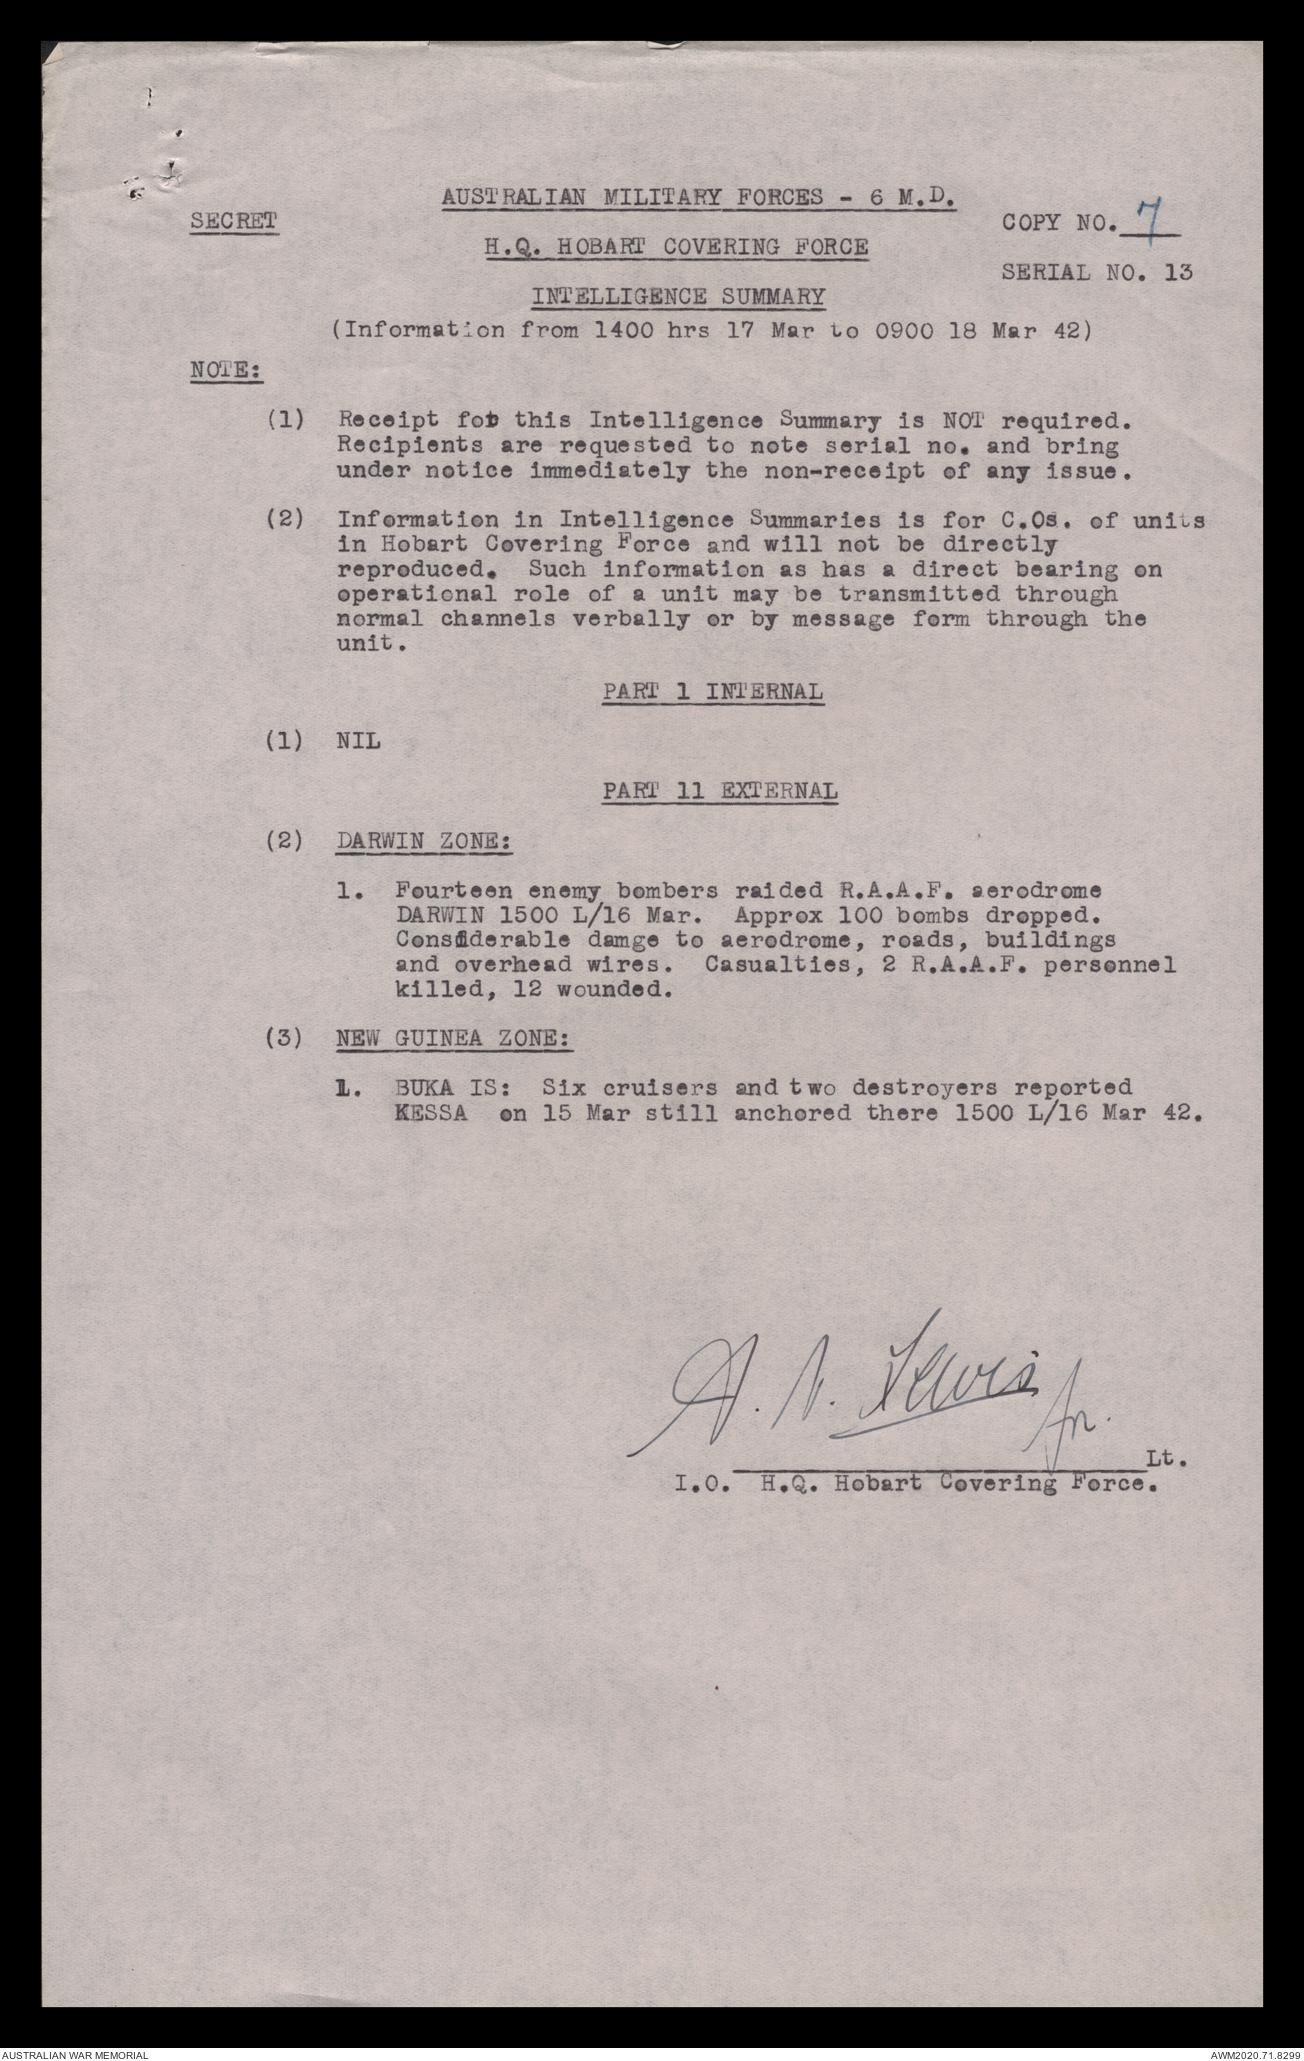 AUSTRALIAN MILITARY FORCES - 6 M.D.
SECRET
COPY NO. 7
H.Q. HOBART COVERING FORCE
SERIAL NO. 13
INTELLIGENCE SUMMARY
(Information from 1400 hrs 17 Mar to 0900 18 Mar 42)
NOTE:
(1) Receipt for this Intelligence Summary is NOT required.
Recipients are requested to note serial no. and bring
under notice immediately the non-receipt of any issue.
(2) Information in Intelligence Summaries is for C.Os. of units
in Hobart Covering Force and will not be directly
reproduced. Such information as has a direct bearing on
operational role of a unit may be transmitted through
normal channels verbally or by message form through the
unit.
PART 1 INTERNAL
(1) NIL
PART 11 EXTERNAL
(2) DARWIN ZONE:
1. Fourteen enemy bombers raided R.A.A.F. aerodrome
DARWIN 1500 L/16 Mar. Approx 100 bombs dropped.
Considerable damge to aerodrome, roads, buildings
and overhead wires. Casualties, 2 R.A.A.F. personnel
killed, 12 wounded.
(3) NEW GUINEA ZONE:
1. BUKA IS: Six cruisers and two destroyers reported
KESSA on 15 Mar still anchored there 1500 L/16 Mar 42.
Lewis
Lt.
I.O. H.Q. Hobart Covering Force.
AUSTRALIAN WAR MEMORIAL
AWM2020.71.8299